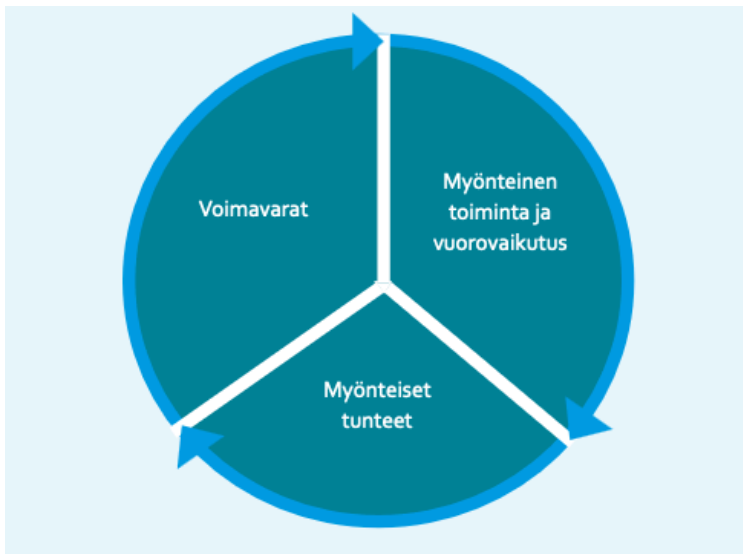 Voimavarat
Myönteinen
toiminta ja
vuorovaikutus
Myönteiset
tunteet